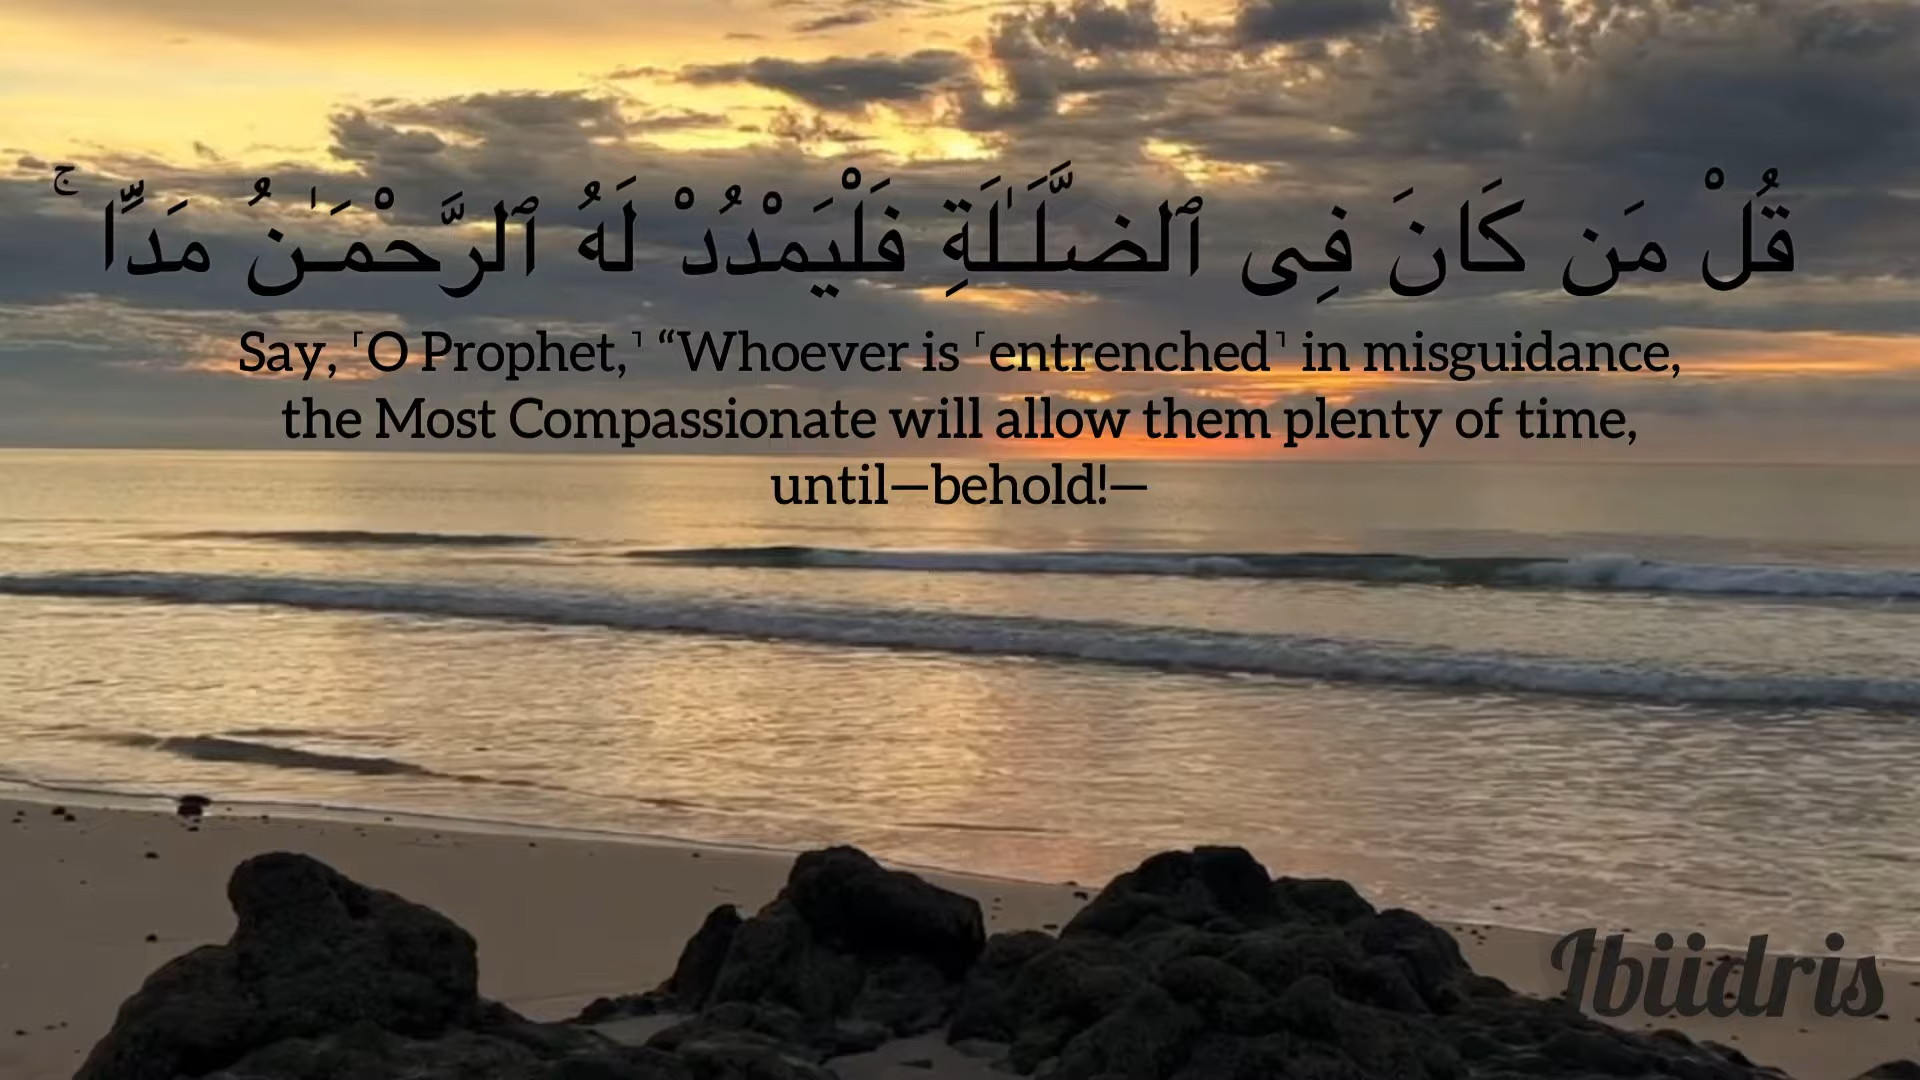 قُلْ مَن كَانَ فِى ٱلضَّلَـٰلَةِ فَلْيَمْدُدْ لَهُ ٱلرَّحْمَـٰنُ مَدًّا ۚ
Say, ˹O Prophet,˺ “Whoever is ˹entrenched˺ in misguidance,
the Most Compassionate will allow them plenty of time,
until—behold!—
Ibiidris